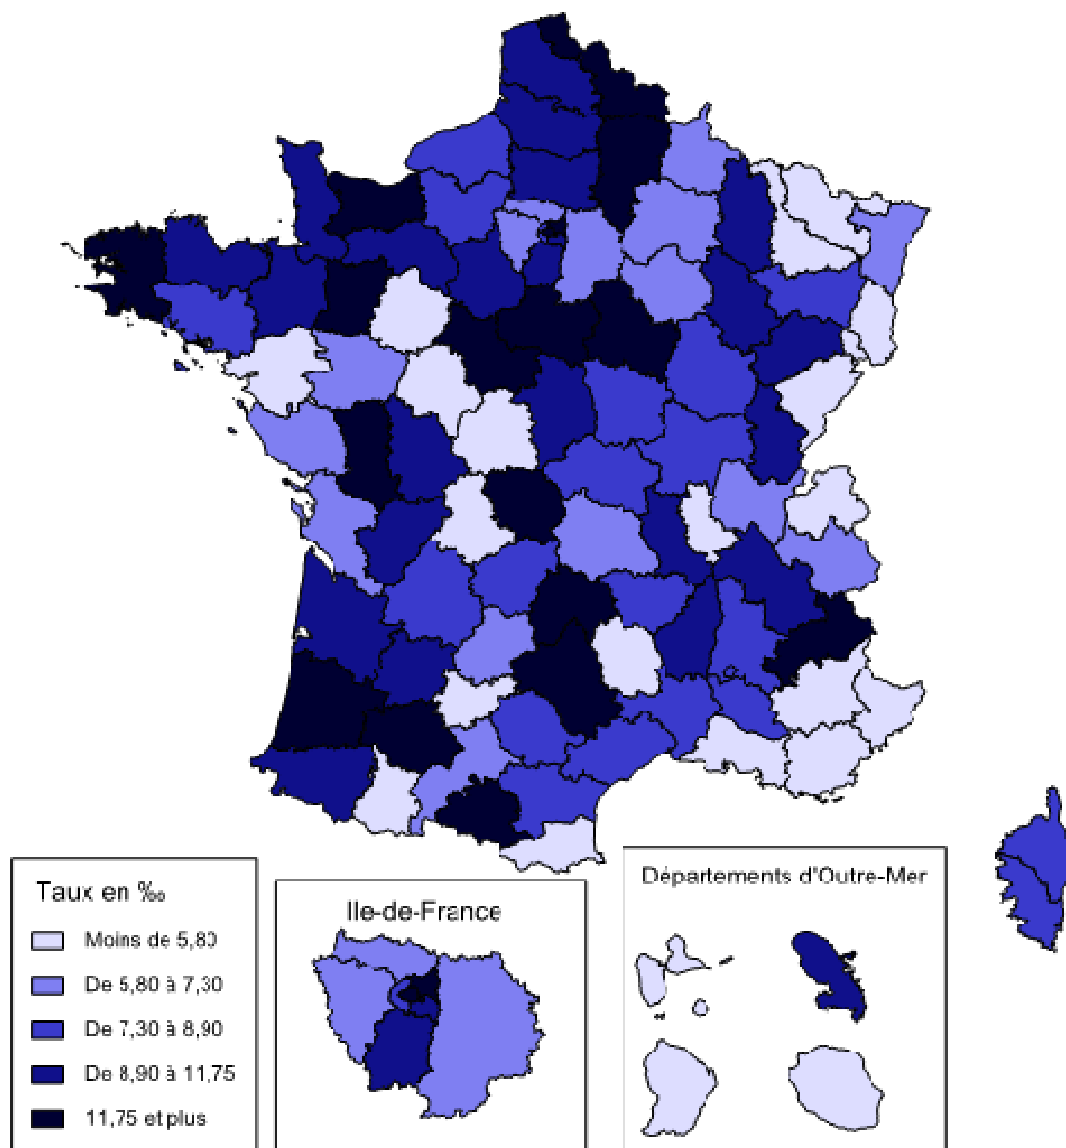 Taux en ‰
Moins de 5,80
De 5,80 à 7,30
De 7,30 à 8,90
De 8,90 à 11,75
11,75 et plus
Ile-de-France
Départements d'Outre-Mer